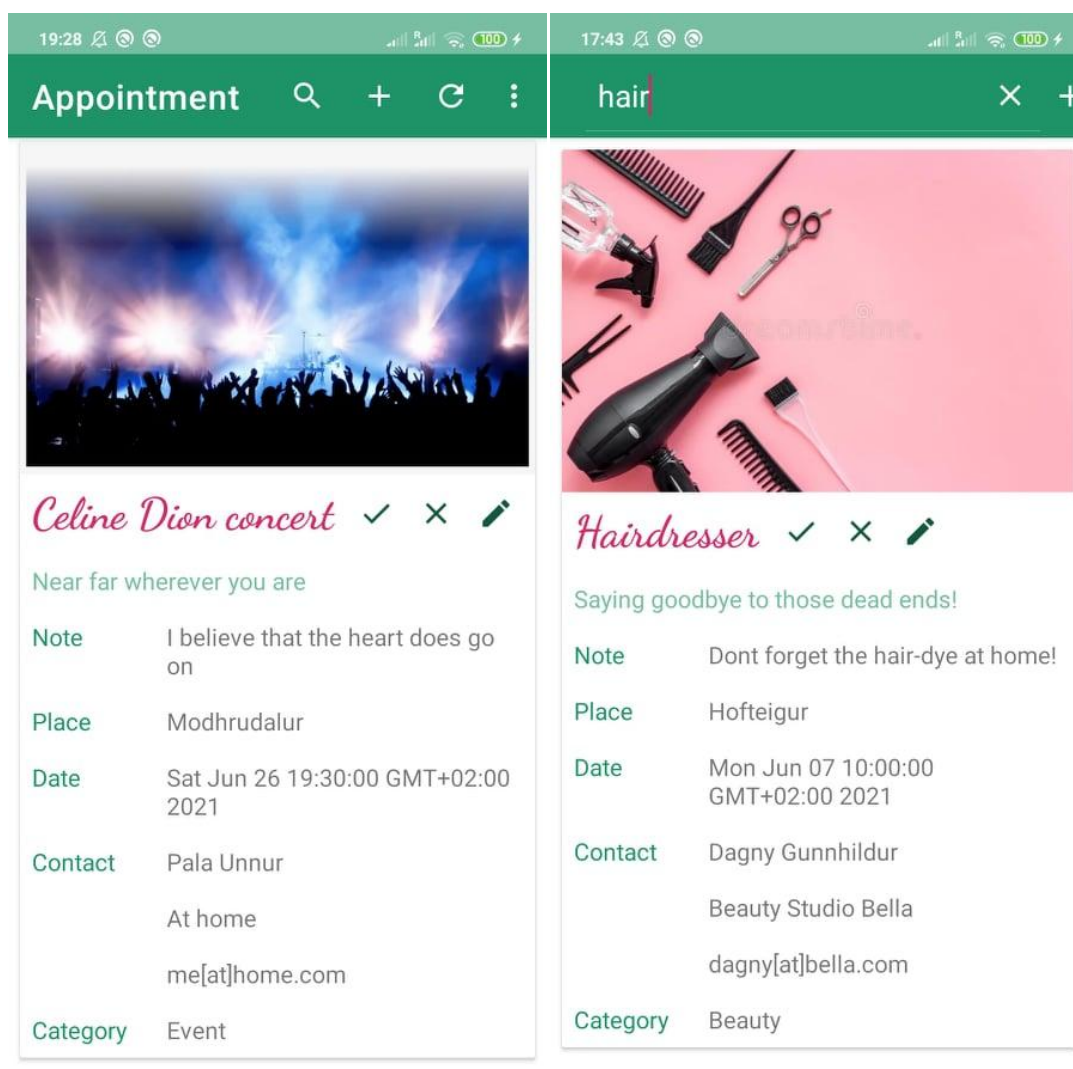 19:28
R
100
Appointment
Celine Dion concert
Near far wherever you are
Note I believe that the heart does go
on
Place Modhrudalur
Date Sat Jun 26 19:30:00 GMT+02:00
2021
Contact Pala Unnur
At home
me[at]home.com
Category Event
17:43
R
100
hair
dreamstime.
Hairdresser
Saying goodbye to those dead ends!
Note Dont forget the hair-dye at home!
Place Hofteigur
Date Mon Jun 07 10:00:00
GMT+02:00 2021
Contact Dagny Gunnhildur
Beauty Studio Bella
dagny[at]bella.com
Category Beauty